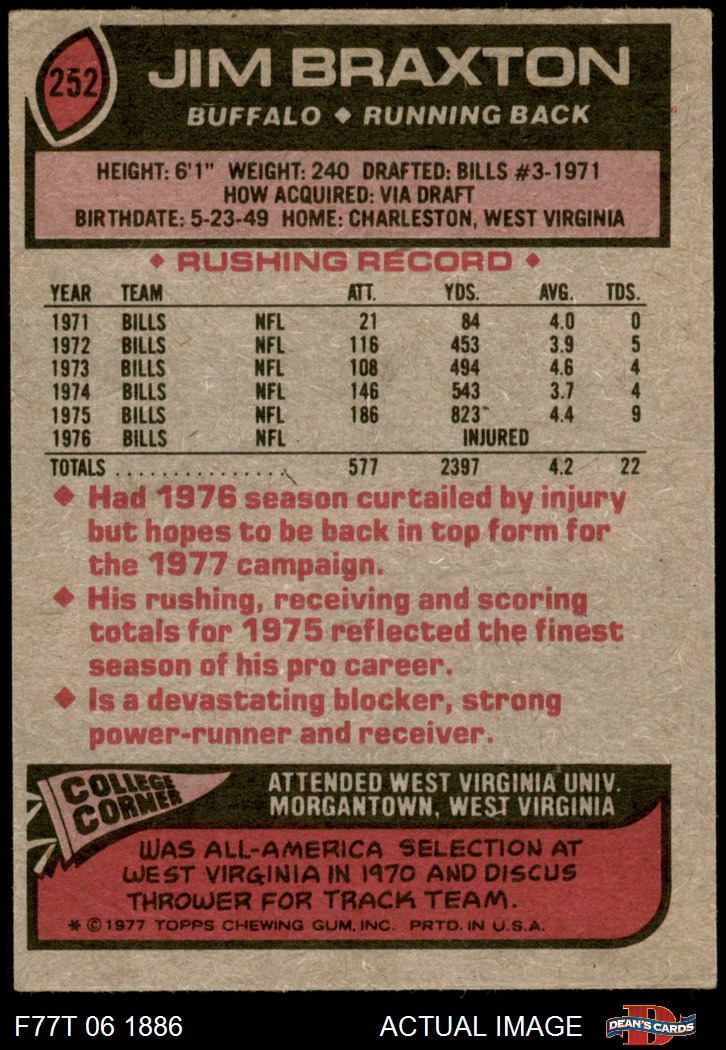 252
JIM BRAXTON
BUFFALO ◆ RUNNING BACK
HEIGHT: 6'1" WEIGHT: 240 DRAFTED: BILLS #3-1971
HOW ACQUIRED: VIA DRAFT
BIRTHDATE: 5-23-49 HOME: CHARLESTON, WEST VIRGINIA
◆ RUSHING RECORD ◆
YEAR TEAM ATT. YDS. AVG. TDS.
1971 BILLS NFL 21 84 4.0 0
1972 BILLS NFL 116 453 3.9 5
1973 BILLS NFL 108 494 4.6 4
1974 BILLS NFL 146 543 3.7 4
1975 BILLS NFL 186 823 4.4 9
1976 BILLS NFL INJURED
TOTALS . . . . . . . . . . . . . . . 577 2397 4.2 22
◆ Had 1976 season curtailed by injury
but hopes to be back in top form for
the 1977 campaign.
◆ His rushing, receiving and scoring
totals for 1975 reflected the finest
season of his pro career.
◆ Is a devastating blocker, strong
power-runner and receiver.
COLLEGE
CORNER
ATTENDED WEST VIRGINIA UNIV.
MORGANTOWN, WEST VIRGINIA
WAS ALL-AMERICA SELECTION AT
WEST VIRGINIA IN 1970 AND DISCUS
THROWER FOR TRACK TEAM.
* © 1977 TOPPS CHEWING GUM, INC. PRTD. IN U.S.A.
F77T 06 1886 ACTUAL IMAGE
D
DEAN'S CARDS